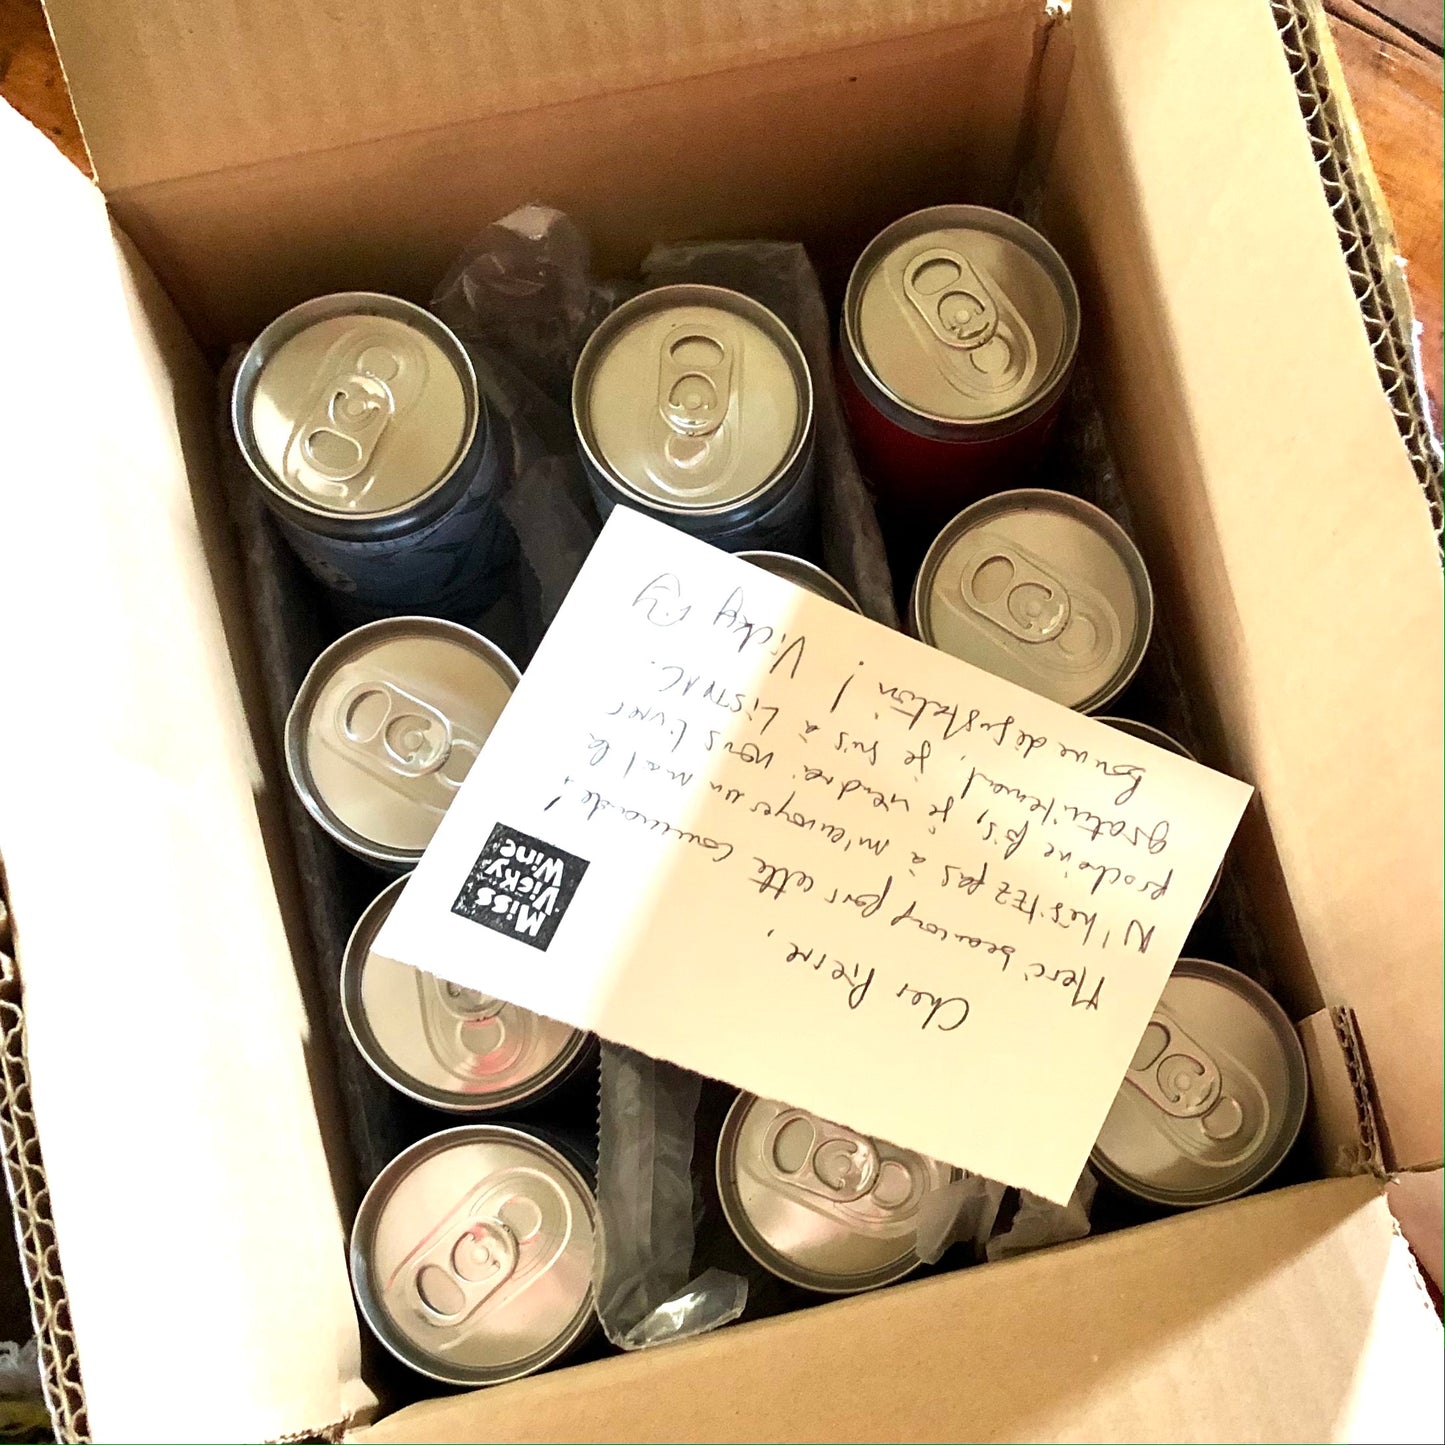 Miss
Vicky
Wine
Cher Pierre,
Merci beaucoup pour cette commande !
N'hésitez pas à m'envoyer un mail la
prochaine fois, je viendrai vous livrer
gratuitement, je suis à LISTRAC.
Bonne dégustation ! Vicky